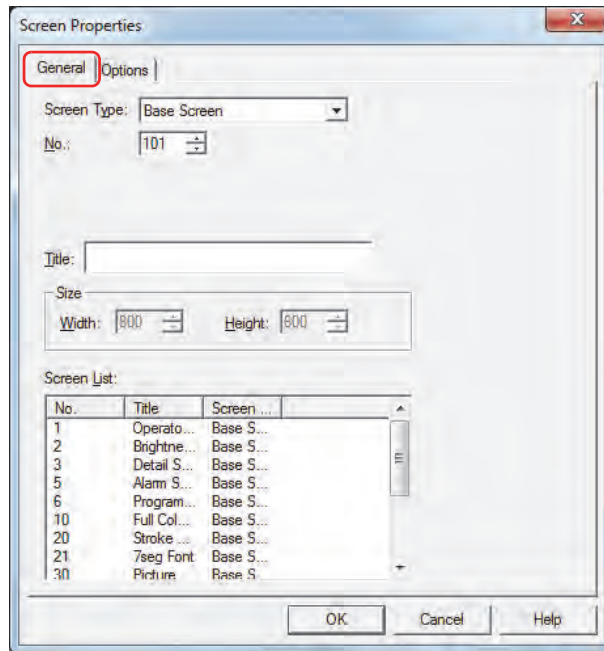 Screen Properties
General Options
Screen Type: Base Screen
No.: 101
Title:
Size
Width: 800 Height: 600
Screen List:
No. Title Screen ...
1 Operato... Base S...
2 Brightne... Base S...
3 Detail S... Base S...
5 Alarm S... Base S...
6 Program... Base S...
10 Full Col... Base S...
20 Stroke ... Base S...
21 7seg Font Base S...
30 Picture Base S...
OK Cancel Help